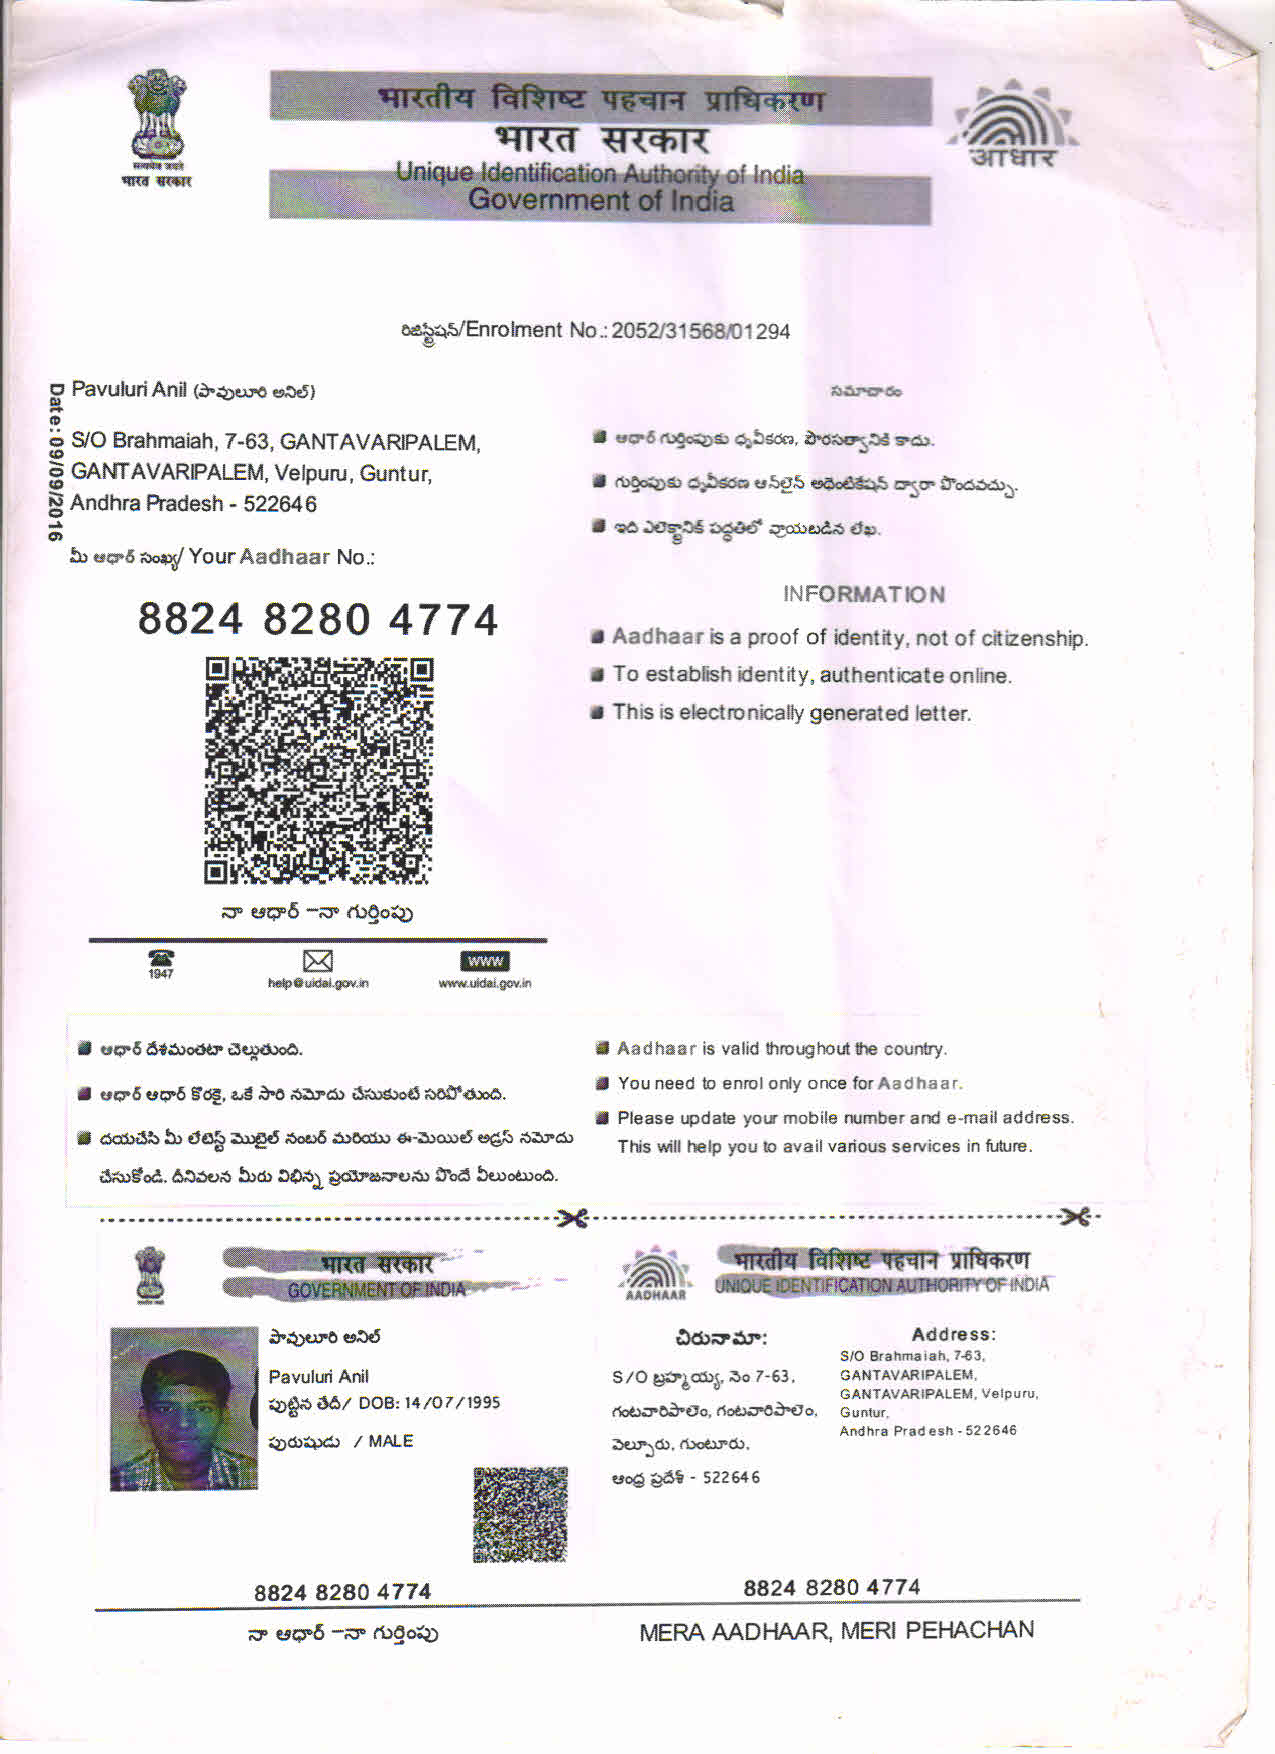 भारतीय विशिष्ट पहचान प्राधिकरण
भारत सरकार
Unique Identification Authority of India
Government of India
सत्यमेव जयते
भारत सरकार
आधार
రిజిస్ట్రేషన్/Enrolment No.: 2052/31568/01294
Date: 09/09/2016
Pavuluri Anil (పావులూరి అనిల్)
S/O Brahmaiah, 7-63, GANTAVARIPALEM,
GANTAVARIPALEM, Velpuru, Guntur,
Andhra Pradesh - 522646
మీ ఆధార్ సంఖ్య/ Your Aadhaar No.:
8824 8280 4774
నా ఆధార్ –నా గుర్తింపు
1947
help@uidai.gov.in
www
www.uidai.gov.in
సమాచారం
ఆధార్ గుర్తింపుకు ధృవీకరణ, పౌరసత్వానికి కాదు.
గుర్తింపుకు ధృవీకరణ ఆన్‌లైన్ అథెంటికేషన్ ద్వారా పొందవచ్చు.
ఇది ఎలెక్ట్రానిక్ పద్ధతిలో వ్రాయబడిన లేఖ.
INFORMATION
Aadhaar is a proof of identity, not of citizenship.
To establish identity, authenticate online.
This is electronically generated letter.
ఆధార్ దేశమంతటా చెల్లుతుంది.
ఆధార్ ఆధార్ కొరకై, ఒకే సారి నమోదు చేసుకుంటే సరిపోతుంది.
దయచేసి మీ లేటెస్ట్ మొబైల్ నంబర్ మరియు ఈ-మెయిల్ అడ్రస్ నమోదు
చేసుకోండి. దీనివలన మీరు విభిన్న ప్రయోజనాలను పొందే వీలుంటుంది.
Aadhaar is valid throughout the country.
You need to enrol only once for Aadhaar.
Please update your mobile number and e-mail address.
This will help you to avail various services in future.
भारत सरकार
GOVERNMENT OF INDIA
పావులూరి అనిల్
Pavuluri Anil
పుట్టిన తేదీ/ DOB: 14/07/1995
పురుషుడు / MALE
8824 8280 4774
నా ఆధార్ –నా గుర్తింపు
AADHAAR
भारतीय विशिष्ट पहचान प्राधिकरण
UNIQUE IDENTIFICATION AUTHORITY OF INDIA
చిరునామా:
S/O బ్రహ్మయ్య, నెం 7-63,
గంటవారిపాలెం, గంటవారిపాలెం,
వెల్పూరు, గుంటూరు,
ఆంధ్ర ప్రదేశ్ - 522646
Address:
S/O Brahmaiah, 7-63,
GANTAVARIPALEM,
GANTAVARIPALEM, Velpuru,
Guntur,
Andhra Pradesh - 522646
8824 8280 4774
MERA AADHAAR, MERI PEHACHAN